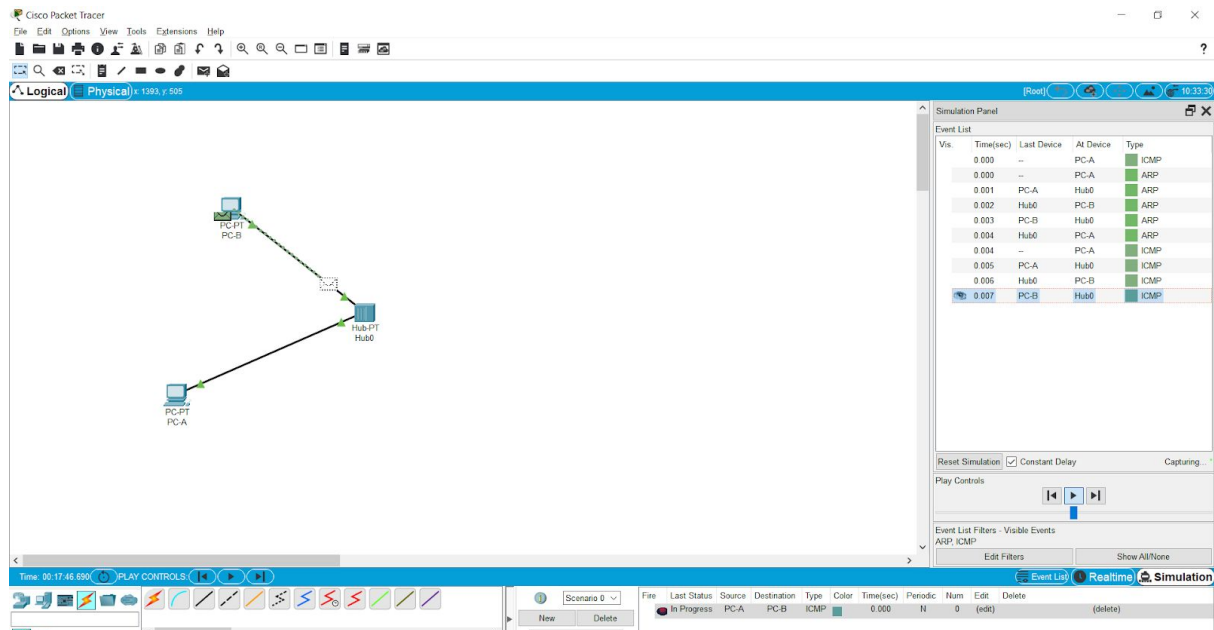 Cisco Packet Tracer
File Edit Options View Tools Extensions Help
?
Logical Physical x: 1393, y: 505 [Root] 10:33:30
Simulation Panel
Event List
Vis. Time(sec) Last Device At Device Type
0.000 -- PC-A ICMP
0.000 -- PC-A ARP
0.001 PC-A Hub0 ARP
0.002 Hub0 PC-B ARP
0.003 PC-B Hub0 ARP
0.004 Hub0 PC-A ARP
0.004 -- PC-A ICMP
0.005 PC-A Hub0 ICMP
0.006 Hub0 PC-B ICMP
0.007 PC-B Hub0 ICMP
PC-PT
PC-B
Hub-PT
Hub0
PC-PT
PC-A
Reset Simulation Constant Delay Capturing...
Play Controls
Event List Filters - Visible Events
ARP, ICMP
Edit Filters Show All/None
Time: 00:17:46.690 PLAY CONTROLS: Event List Realtime Simulation
Scenario 0
New Delete
Fire Last Status Source Destination Type Color Time(sec) Periodic Num Edit Delete
In Progress PC-A PC-B ICMP 0.000 N 0 (edit) (delete)